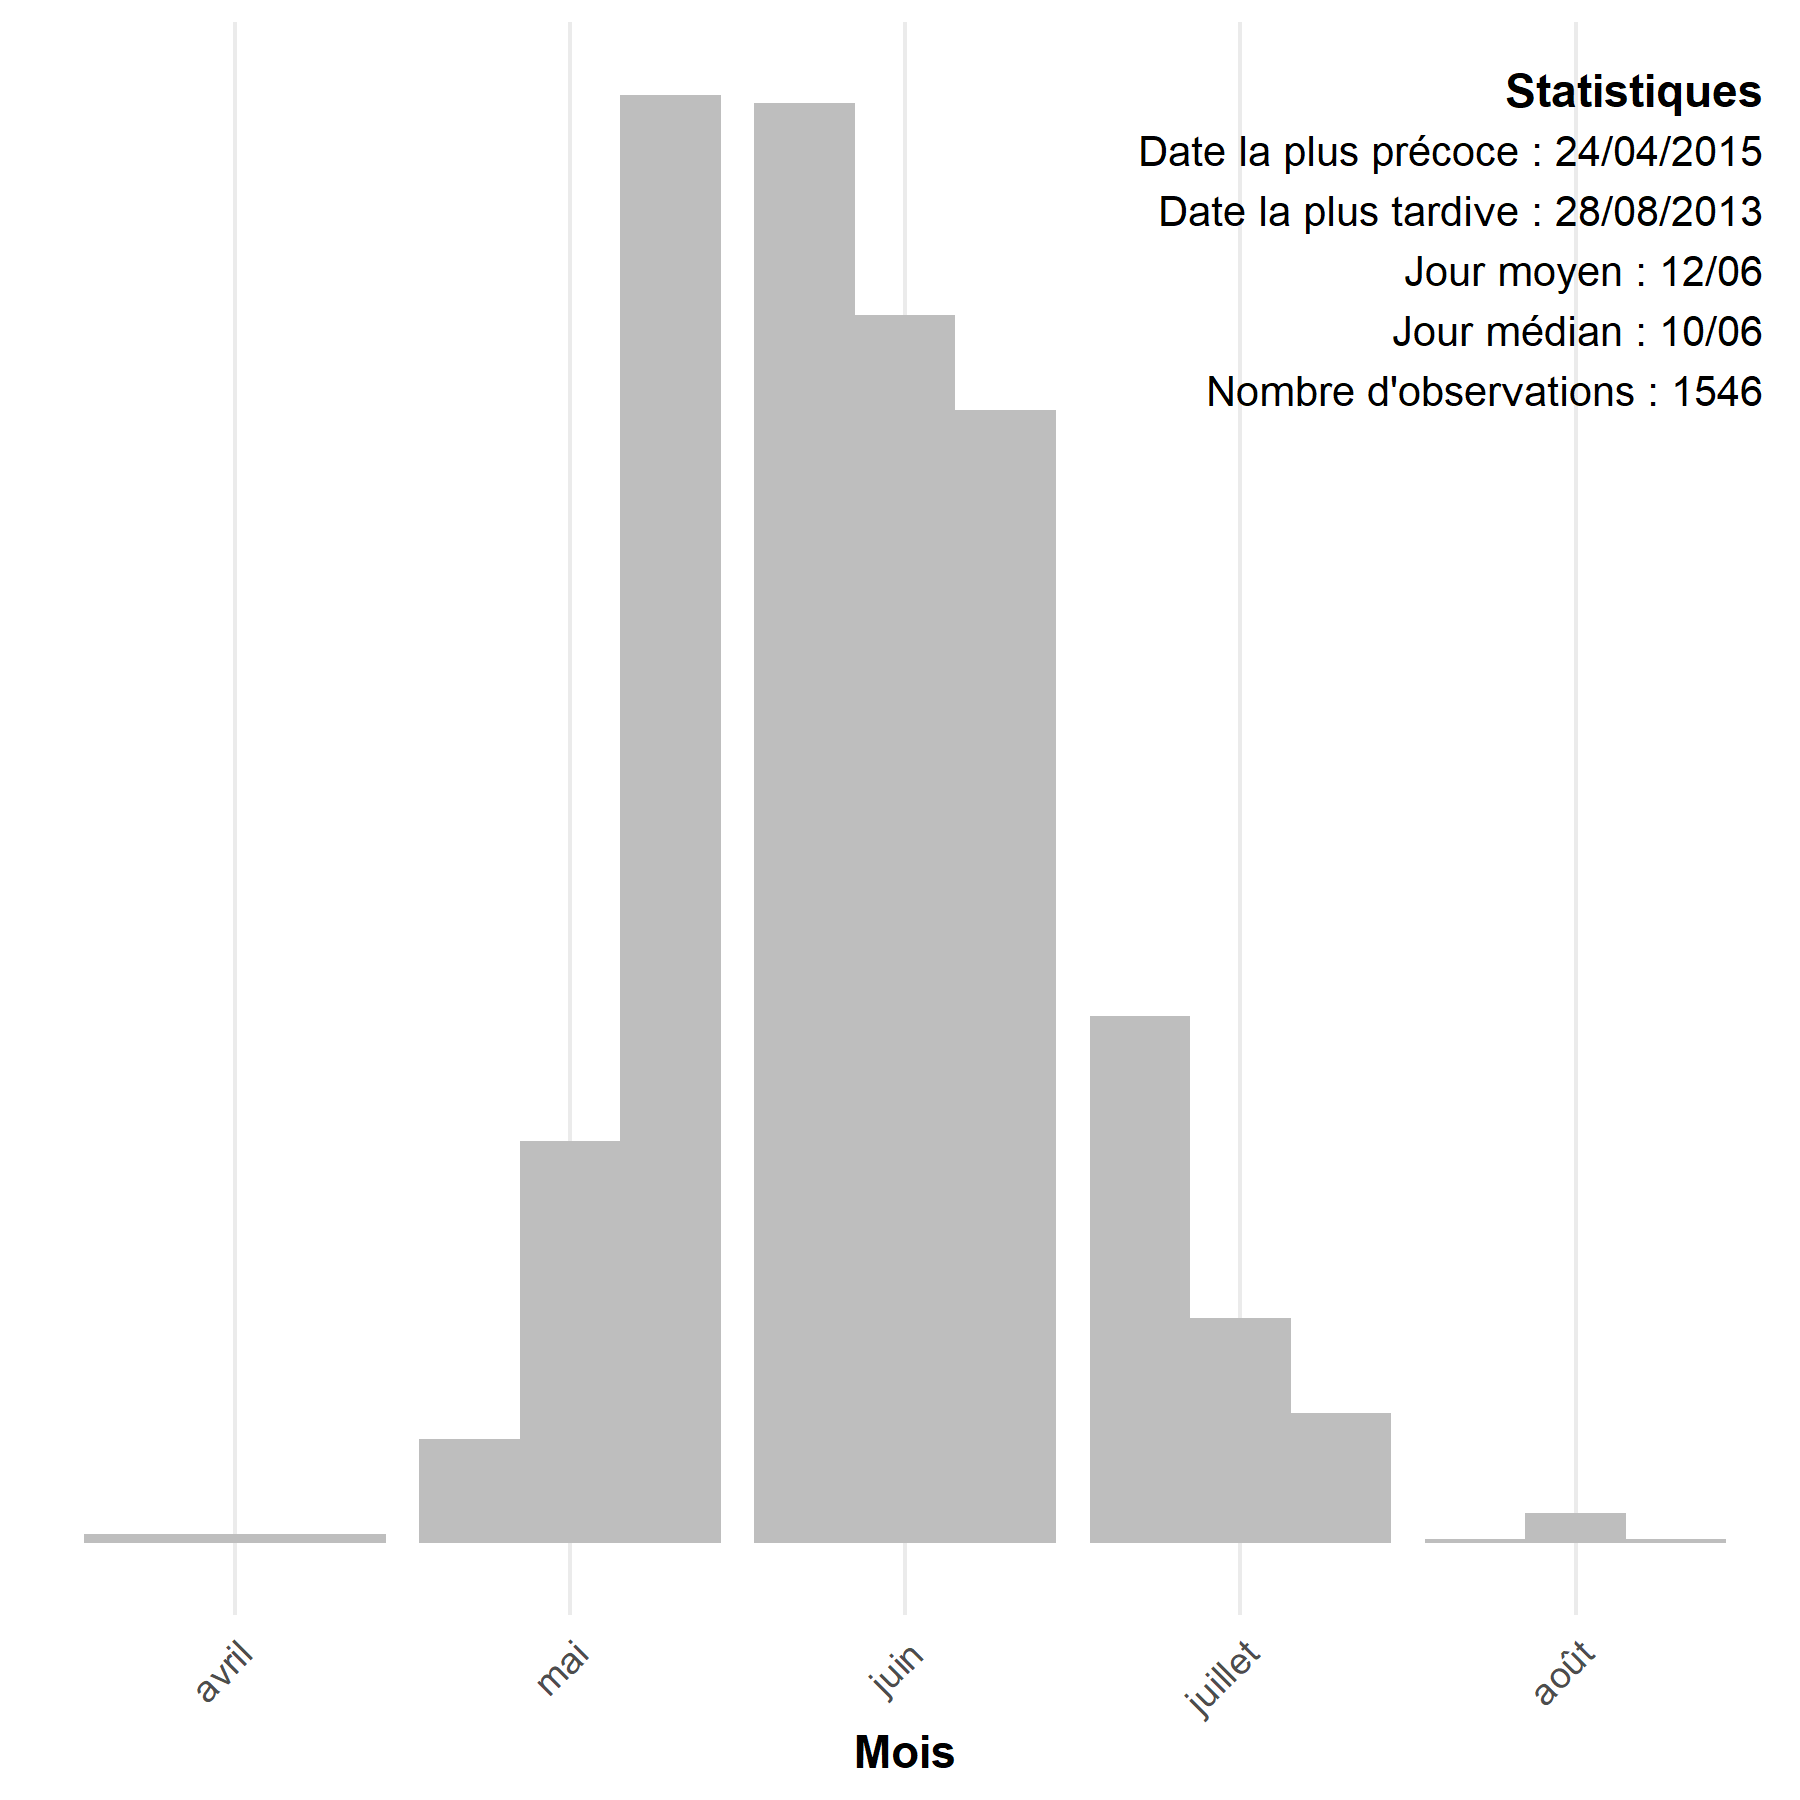 Statistiques
Date la plus précoce : 24/04/2015
Date la plus tardive : 28/08/2013
Jour moyen : 12/06
Jour médian : 10/06
Nombre d'observations : 1546
avril
mai
juin
juillet
août
Mois